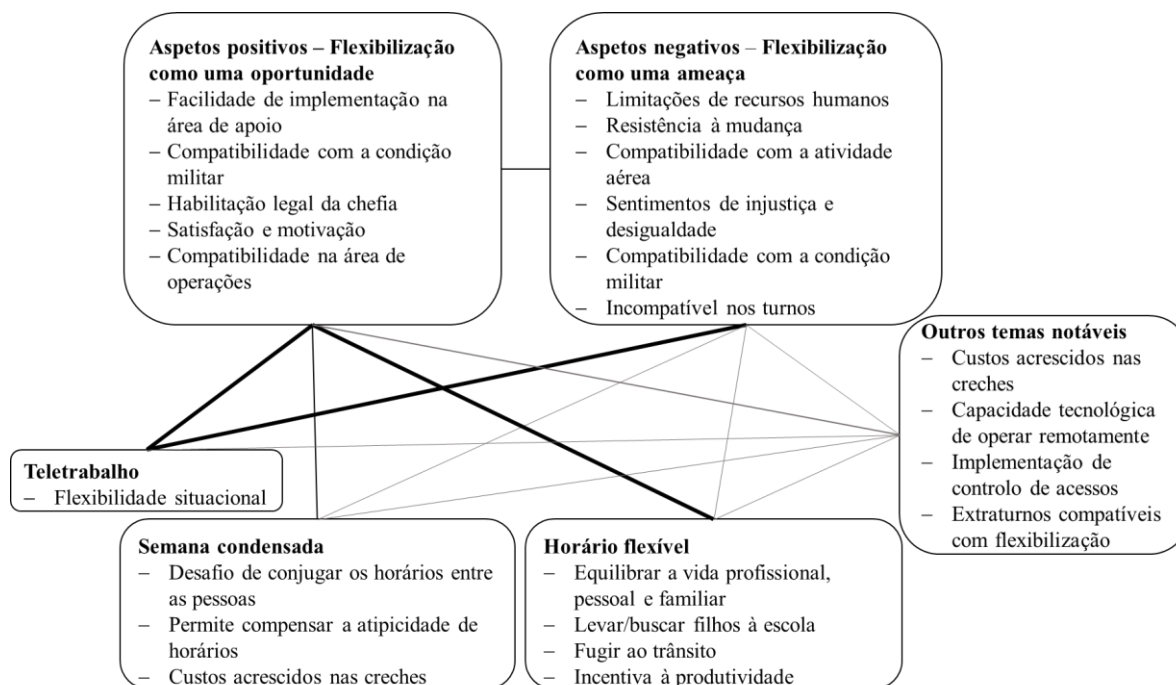 Aspetos positivos – Flexibilização
como uma oportunidade
– Facilidade de implementação na
área de apoio
– Compatibilidade com a condição
militar
– Habilitação legal da chefia
– Satisfação e motivação
– Compatibilidade na área de
operações
Aspetos negativos – Flexibilização
como uma ameaça
– Limitações de recursos humanos
– Resistência à mudança
– Compatibilidade com a atividade
aérea
– Sentimentos de injustiça e
desigualdade
– Compatibilidade com a condição
militar
– Incompatível nos turnos
Outros temas notáveis
– Custos acrescidos nas
creches
– Capacidade tecnológica
de operar remotamente
– Implementação de
controlo de acessos
– Extraturnos compatíveis
com flexibilização
Teletrabalho
– Flexibilidade situacional
Semana condensada
– Desafio de conjugar os horários entre
as pessoas
– Permite compensar a atipicidade de
horários
– Custos acrescidos nas creches
Horário flexível
– Equilibrar a vida profissional,
pessoal e familiar
– Levar/buscar filhos à escola
– Fugir ao trânsito
– Incentiva à produtividade